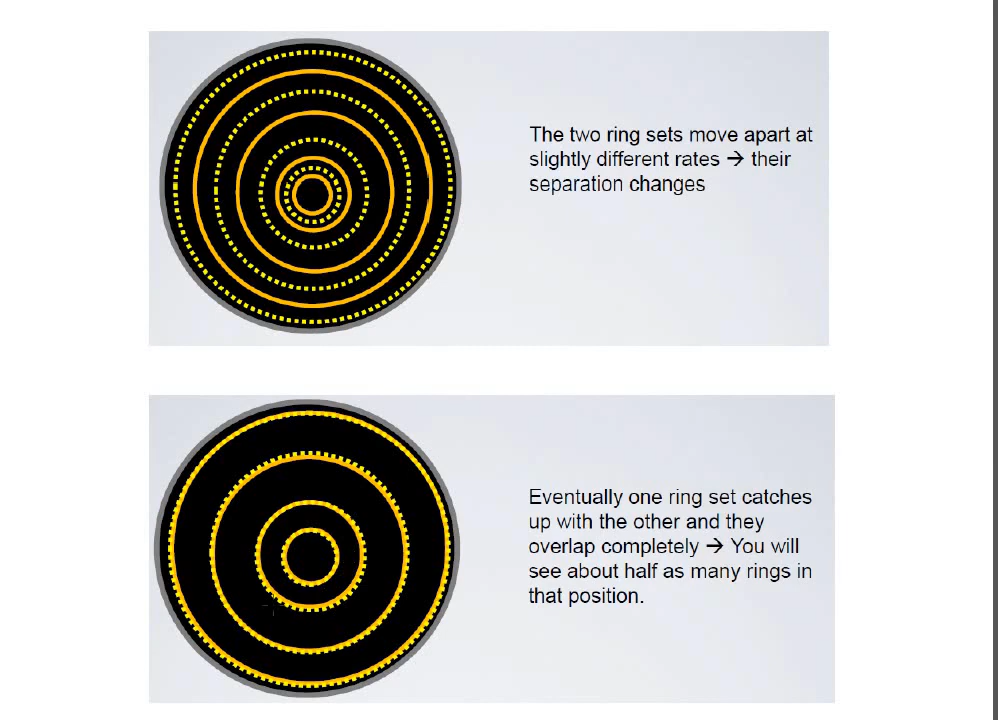 The two ring sets move apart at
slightly different rates → their
separation changes
Eventually one ring set catches
up with the other and they
overlap completely → You will
see about half as many rings in
that position.